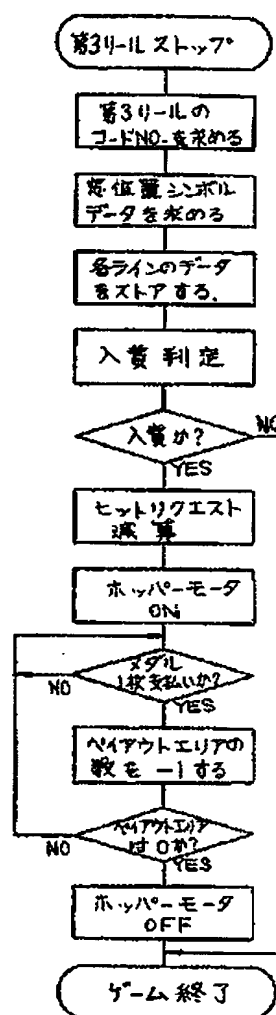 第3リール ストップ
第3リールの
コードNO.を求める
窓位置シンボル
データを求める
各ラインのデータ
をストアする.
入賞判定
入賞か?
NO
YES
ヒットリクエスト
減算
ホッパーモータ
ON
メダル
1枚支払いか?
NO
YES
ペイアウトエリアの
数を-1する
ペイアウトエリア
は0か?
NO
YES
ホッパーモータ
OFF
ゲーム終了